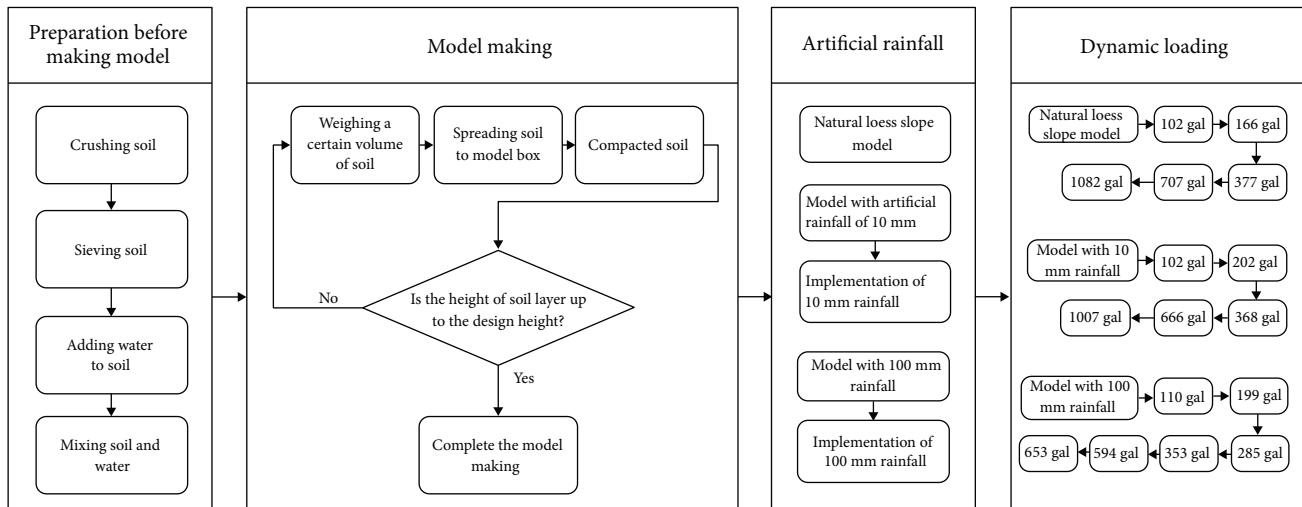 Preparation before
making model
Crushing soil
Sieving soil
Adding water
to soil
Mixing soil and
water
Model making
Weighing a
certain volume
of soil
Spreading soil
to model box
Compacted soil
No
Is the height of soil layer up
to the design height?
Yes
Complete the model
making
Artificial rainfall
Natural loess slope
model
Model with artificial
rainfall of 10 mm
Implementation of
10 mm rainfall
Model with 100 mm
rainfall
Implementation of
100 mm rainfall
Dynamic loading
Natural loess
slope model
102 gal
166 gal
377 gal
707 gal
1082 gal
Model with 10
mm rainfall
102 gal
202 gal
368 gal
666 gal
1007 gal
Model with 100
mm rainfall
110 gal
199 gal
285 gal
353 gal
594 gal
653 gal